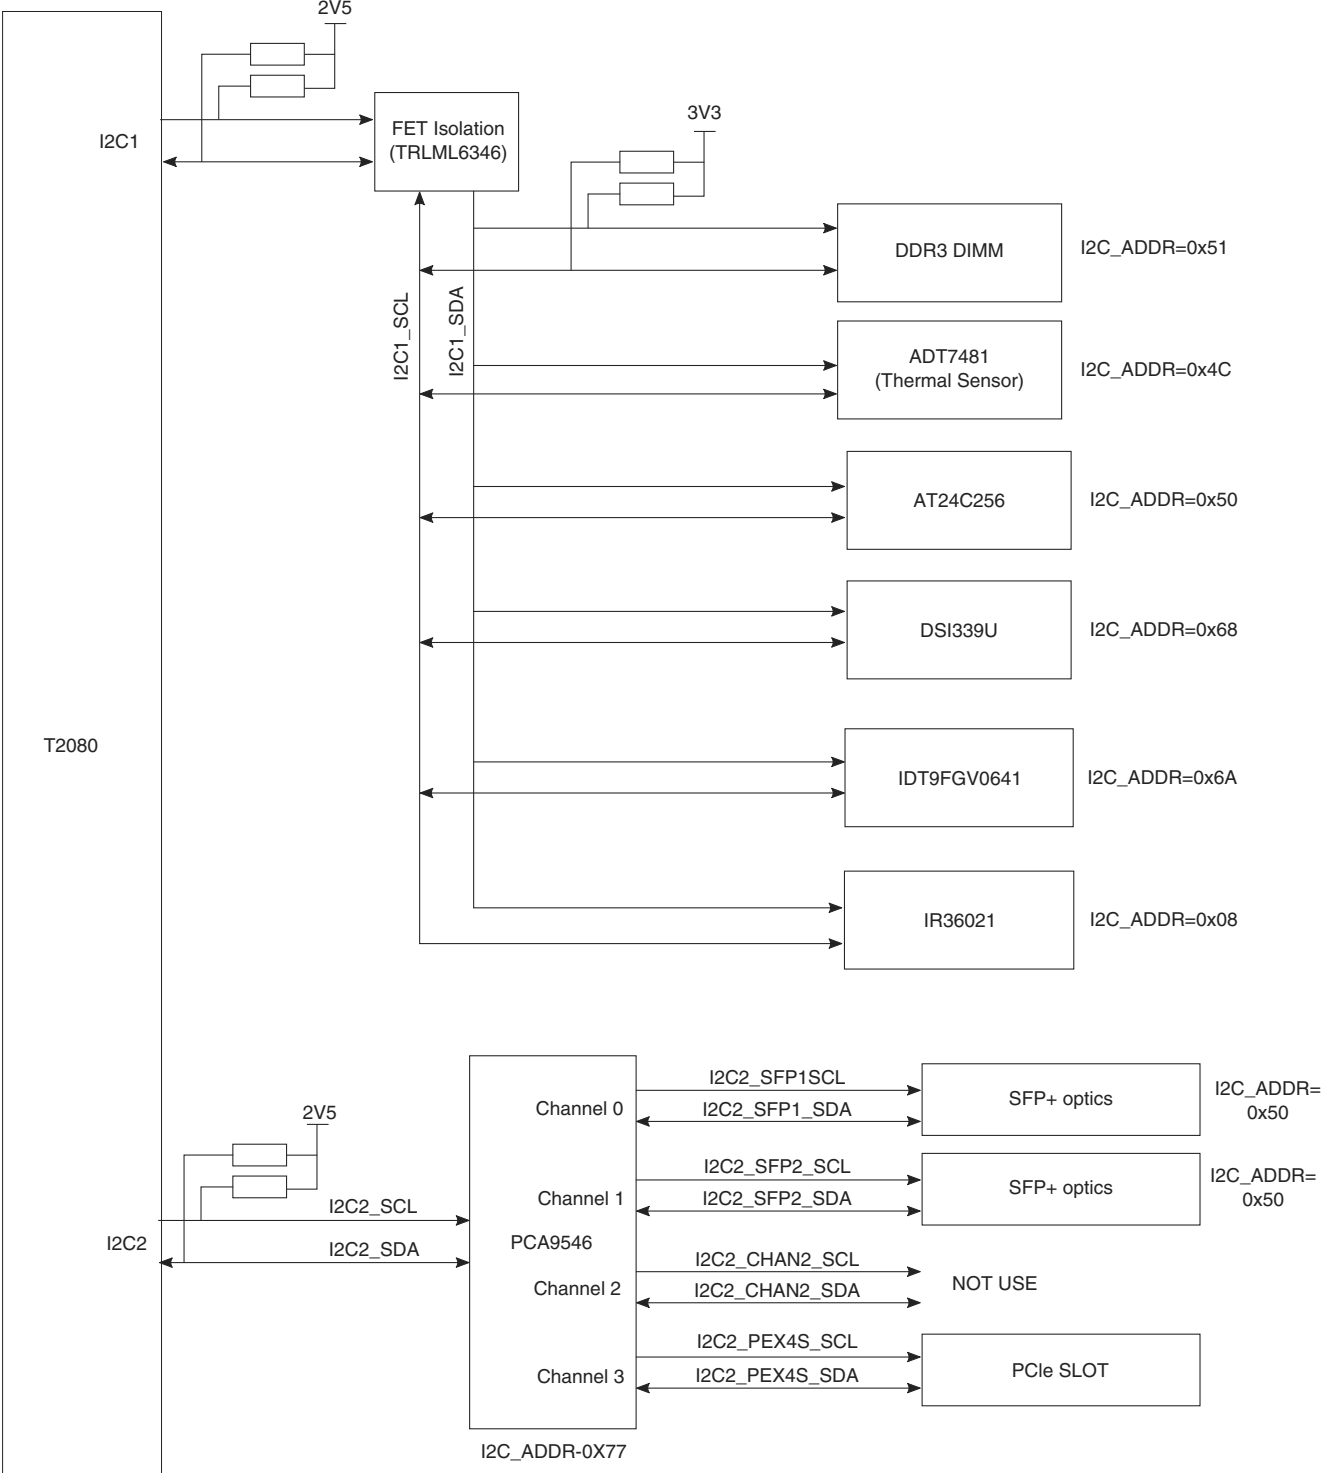 2V5
I2C1
FET Isolation
(TRLML6346)
3V3
DDR3 DIMM
I2C_ADDR=0x51
I2C1_SCL
I2C1_SDA
ADT7481
(Thermal Sensor)
I2C_ADDR=0x4C
AT24C256
I2C_ADDR=0x50
DSI339U
I2C_ADDR=0x68
T2080
IDT9FGV0641
I2C_ADDR=0x6A
IR36021
I2C_ADDR=0x08
2V5
I2C2
I2C2_SCL
I2C2_SDA
PCA9546
Channel 0
I2C2_SFP1SCL
I2C2_SFP1_SDA
SFP+ optics
I2C_ADDR=
0x50
Channel 1
I2C2_SFP2_SCL
I2C2_SFP2_SDA
SFP+ optics
I2C_ADDR=
0x50
Channel 2
I2C2_CHAN2_SCL
I2C2_CHAN2_SDA
NOT USE
Channel 3
I2C2_PEX4S_SCL
I2C2_PEX4S_SDA
PCIe SLOT
I2C_ADDR-0X77